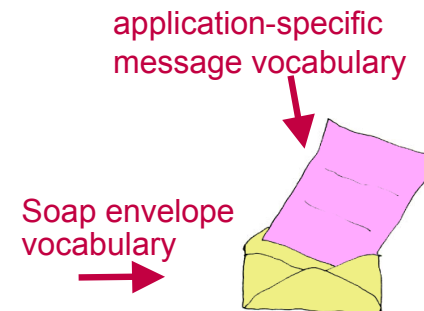 application-specific
message vocabulary
Soap envelope
vocabulary